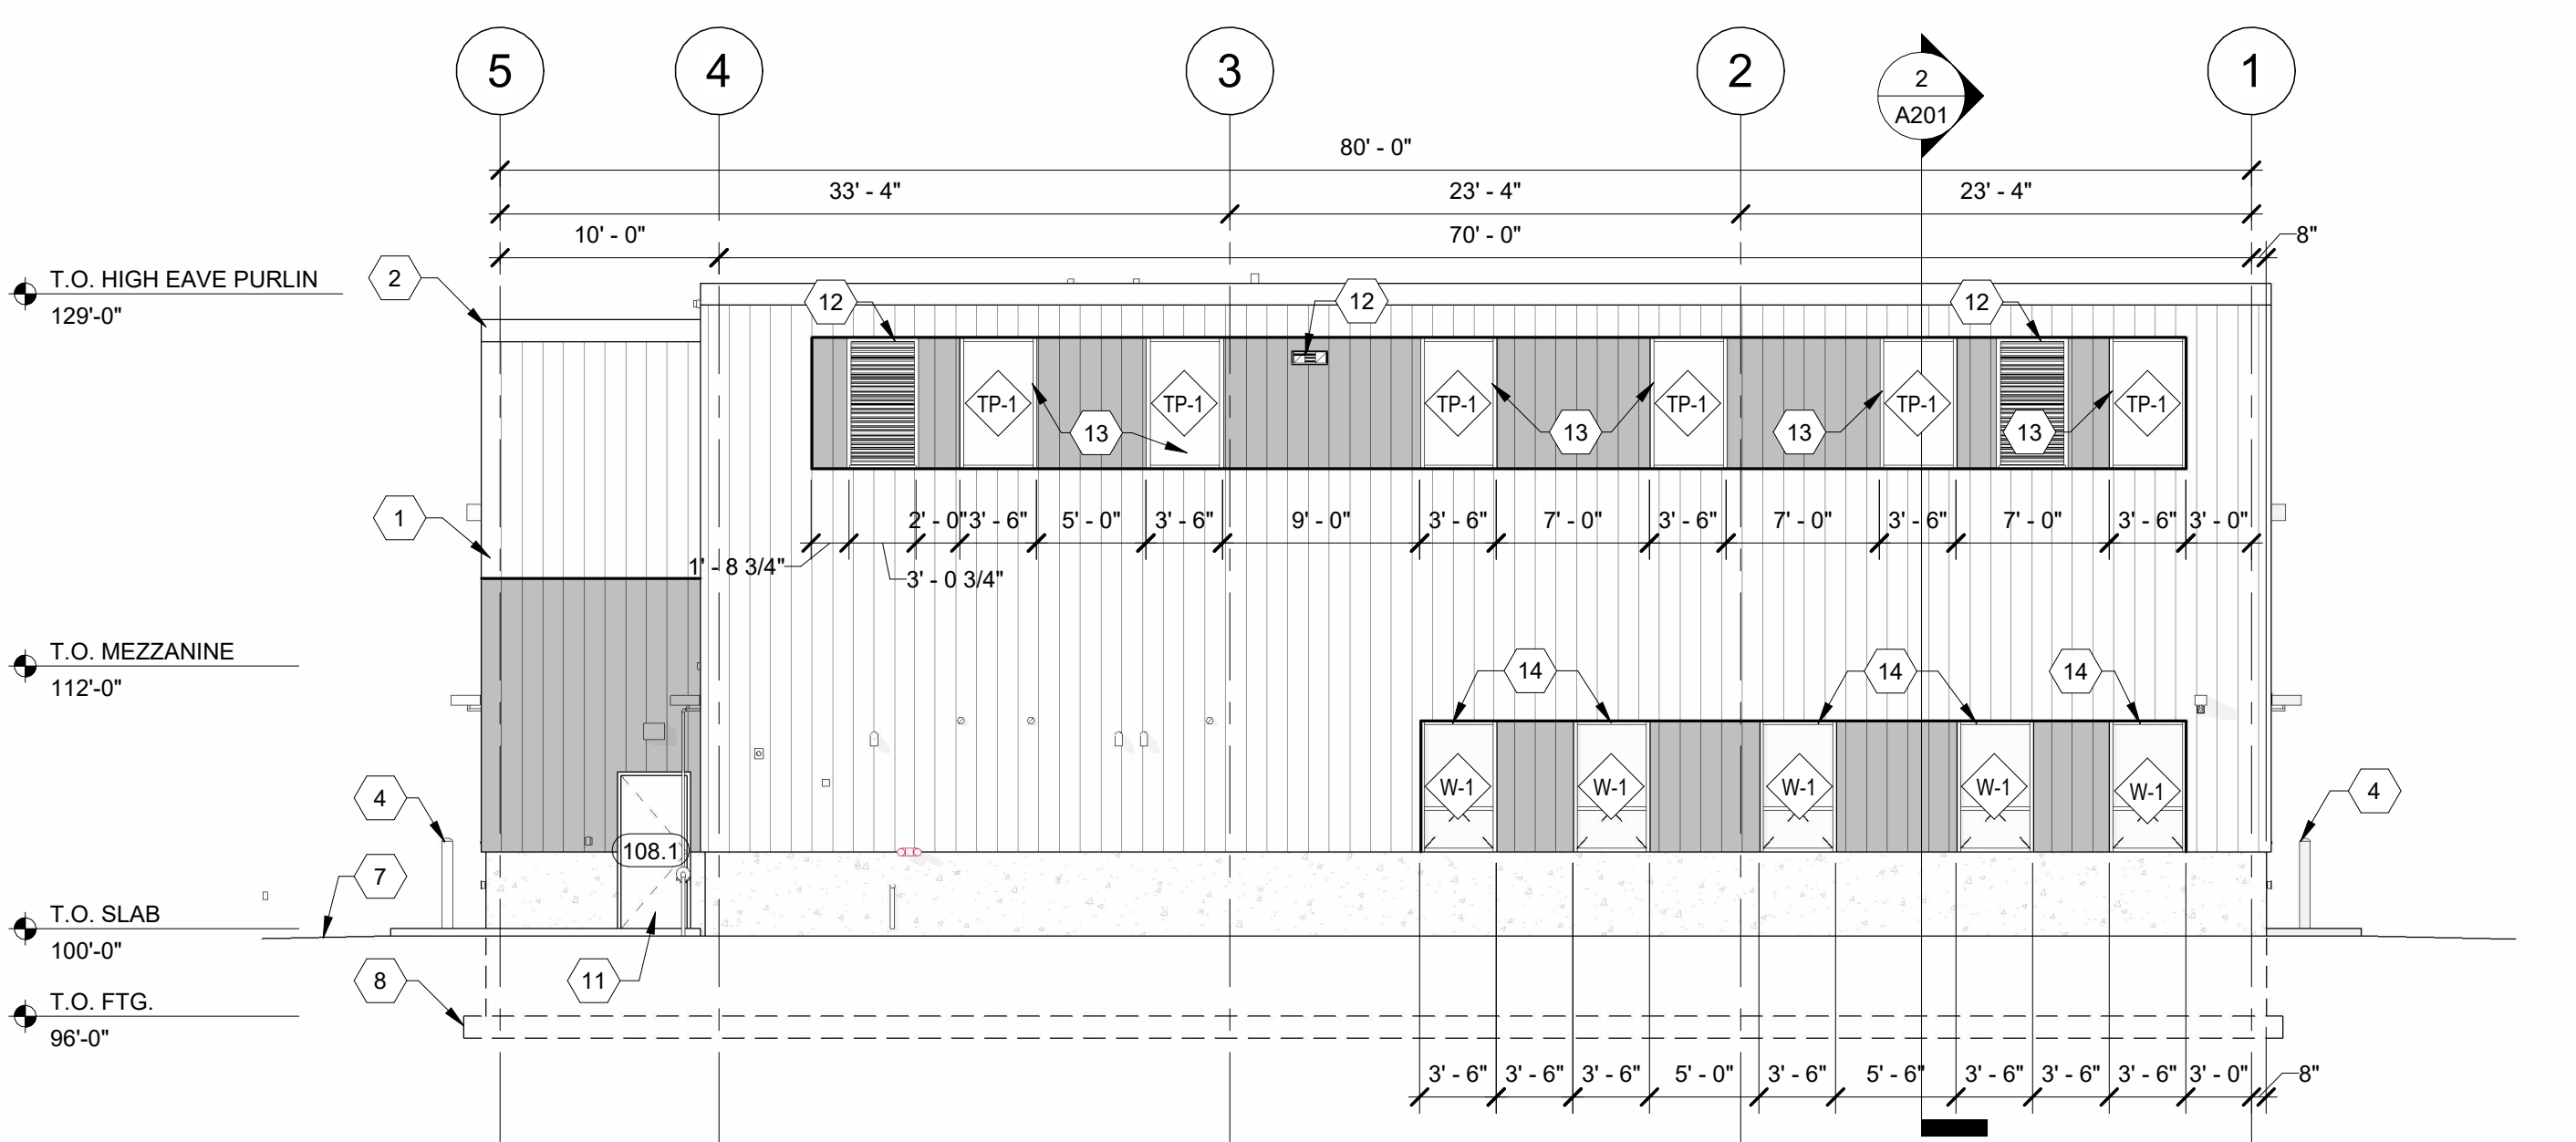 5
4
3
2
1
2
A201
80' - 0"
33' - 4"
23' - 4"
23' - 4"
10' - 0"
70' - 0"
8"
T.O. HIGH EAVE PURLIN
129'-0"
2
12
12
12
TP-1
TP-1
TP-1
TP-1
TP-1
TP-1
13
13
13
13
1
2' - 0"
3' - 6"
5' - 0"
3' - 6"
9' - 0"
3' - 6"
7' - 0"
3' - 6"
7' - 0"
3' - 6"
7' - 0"
3' - 6"
3' - 0"
1' - 8 3/4"
3' - 0 3/4"
T.O. MEZZANINE
112'-0"
14
14
14
W-1
W-1
W-1
W-1
W-1
4
4
108.1
7
T.O. SLAB
100'-0"
8
11
T.O. FTG.
96'-0"
3' - 6"
3' - 6"
3' - 6"
5' - 0"
3' - 6"
5' - 6"
3' - 6"
3' - 6"
3' - 6"
3' - 0"
8"